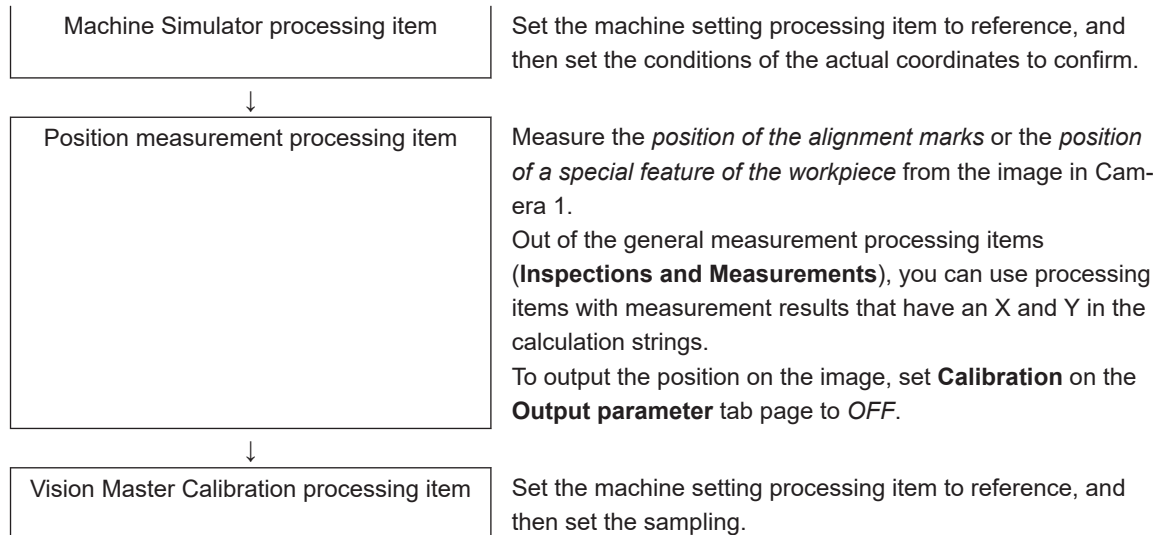 Machine Simulator processing item
Set the machine setting processing item to reference, and
then set the conditions of the actual coordinates to confirm.
↓
Position measurement processing item
Measure the position of the alignment marks or the position
of a special feature of the workpiece from the image in Cam-
era 1.
Out of the general measurement processing items
(Inspections and Measurements), you can use processing
items with measurement results that have an X and Y in the
calculation strings.
To output the position on the image, set Calibration on the
Output parameter tab page to OFF.
↓
Vision Master Calibration processing item
Set the machine setting processing item to reference, and
then set the sampling.